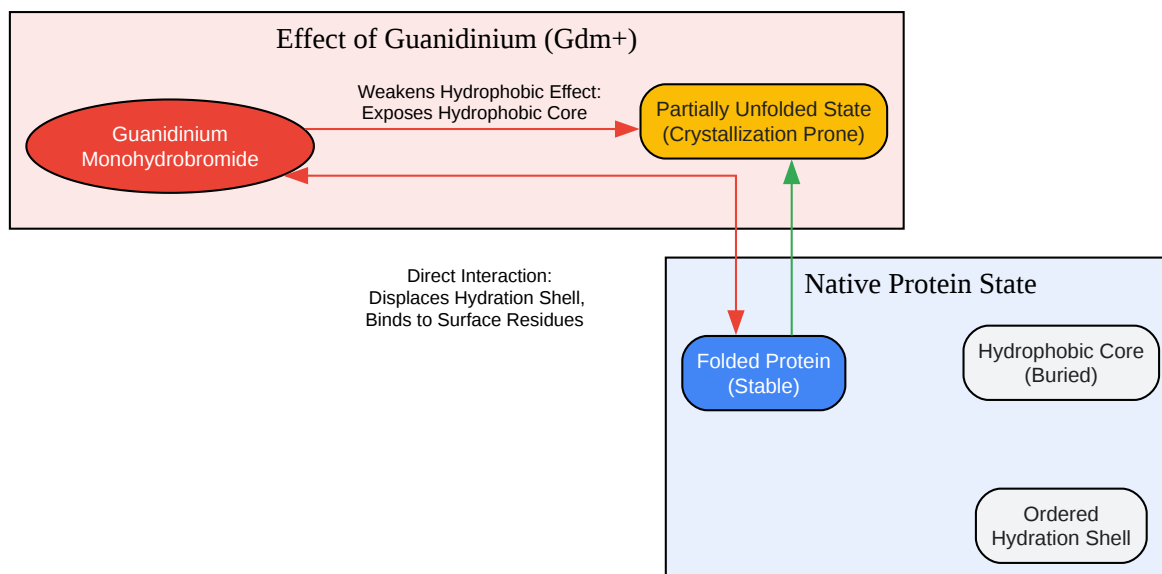 Effect of Guanidinium (Gdm+)
Weakens Hydrophobic Effect:
Exposes Hydrophobic Core
Guanidinium
Monohydrobromide
Partially Unfolded State
(Crystallization Prone)
Direct Interaction:
Displaces Hydration Shell,
Binds to Surface Residues
Native Protein State
Folded Protein
(Stable)
Hydrophobic Core
(Buried)
Ordered
Hydration Shell